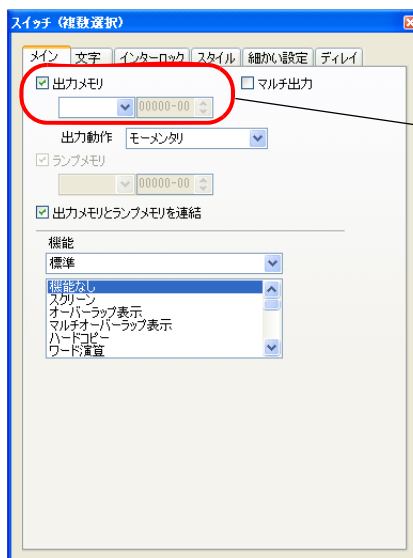 スイッチ (複数選択)
メイン 文字 インターロック スタイル 細かい設定 ディレイ
出力メモリ マルチ出力
00000-00
出力動作 モーメンタリ
ランプメモリ
00000-00
出力メモリとランプメモリを連結
機能
標準
機能なし
スクリーン
オーバーラップ表示
マルチオーバーラップ表示
ハードコピー
ワード演算